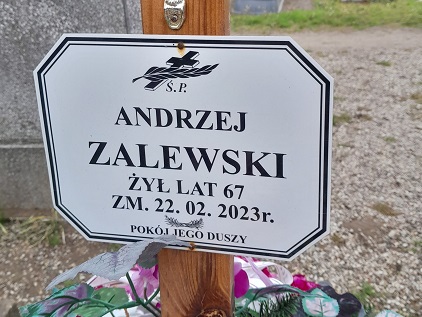 Ś.P.
ANDRZEJ
ZALEWSKI
ŻYŁ LAT 67
ZM. 22. 02. 2023r.
POKÓJ JEGO DUSZY